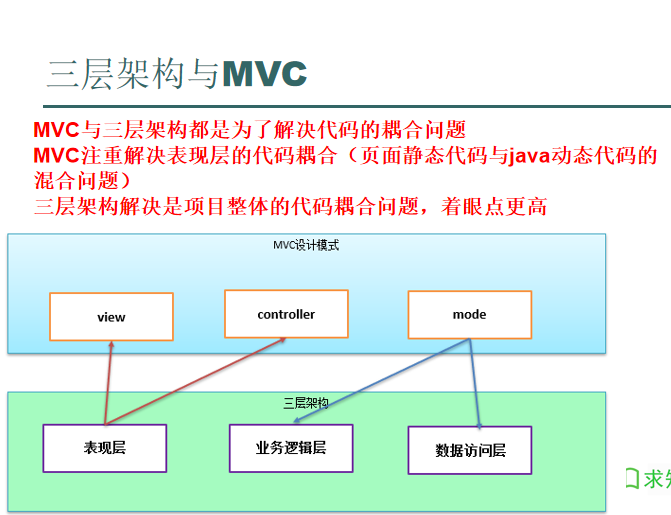 三层架构与MVC
MVC与三层架构都是为了解决代码的耦合问题
MVC注重解决表现层的代码耦合（页面静态代码与java动态代码的
混合问题）
三层架构解决是项目整体的代码耦合问题，着眼点更高
MVC设计模式
view
controller
mode
三层架构
表现层
业务逻辑层
数据访问层
求